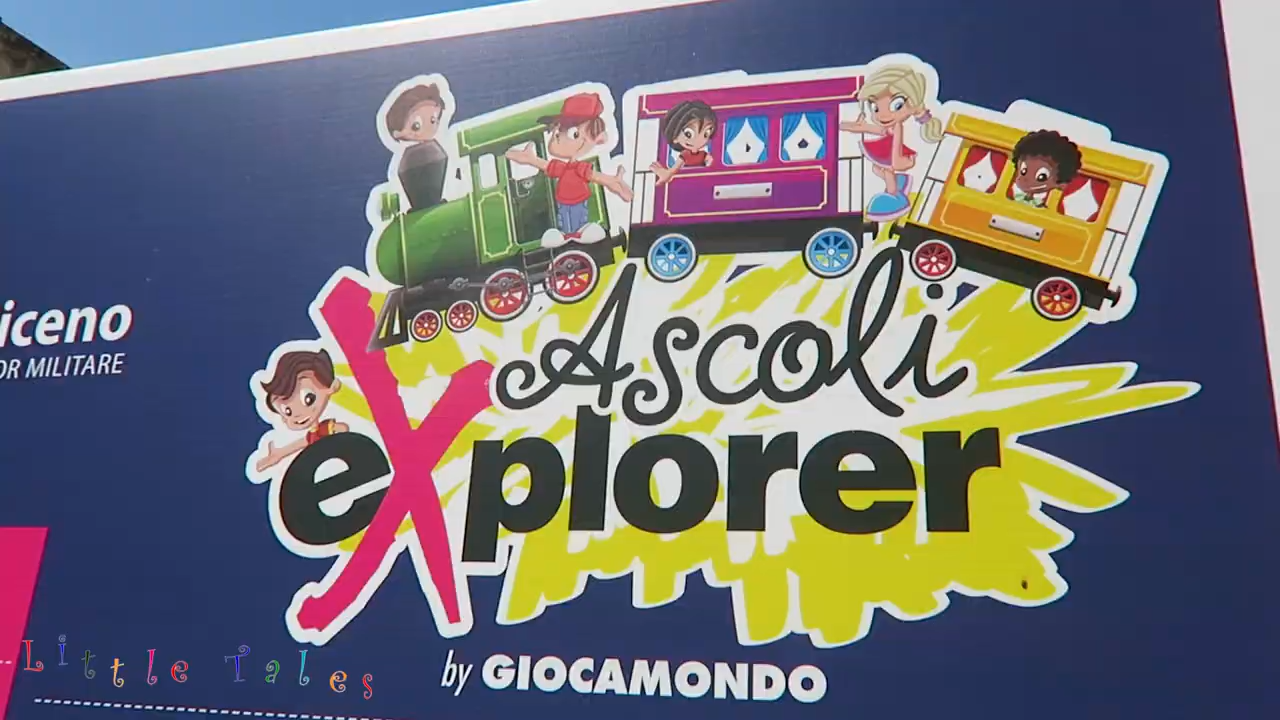 iceno
OR MILITARE
Ascoli
eXplorer
by GIOCAMONDO
Little Tales